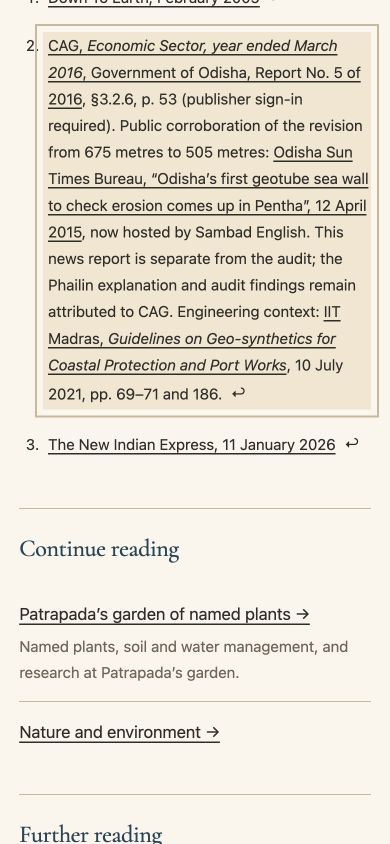 1. Down To Earth, February 2009 ↩
2. CAG, Economic Sector, year ended March
2016, Government of Odisha, Report No. 5 of
2016, §3.2.6, p. 53 (publisher sign-in
required). Public corroboration of the revision
from 675 metres to 505 metres: Odisha Sun
Times Bureau, “Odisha’s first geotube sea wall
to check erosion comes up in Pentha”, 12 April
2015, now hosted by Sambad English. This
news report is separate from the audit; the
Phailin explanation and audit findings remain
attributed to CAG. Engineering context: IIT
Madras, Guidelines on Geo-synthetics for
Coastal Protection and Port Works, 10 July
2021, pp. 69–71 and 186. ↩
3. The New Indian Express, 11 January 2026 ↩
Continue reading
Patrapada’s garden of named plants →
Named plants, soil and water management, and
research at Patrapada’s garden.
Nature and environment →
Further reading